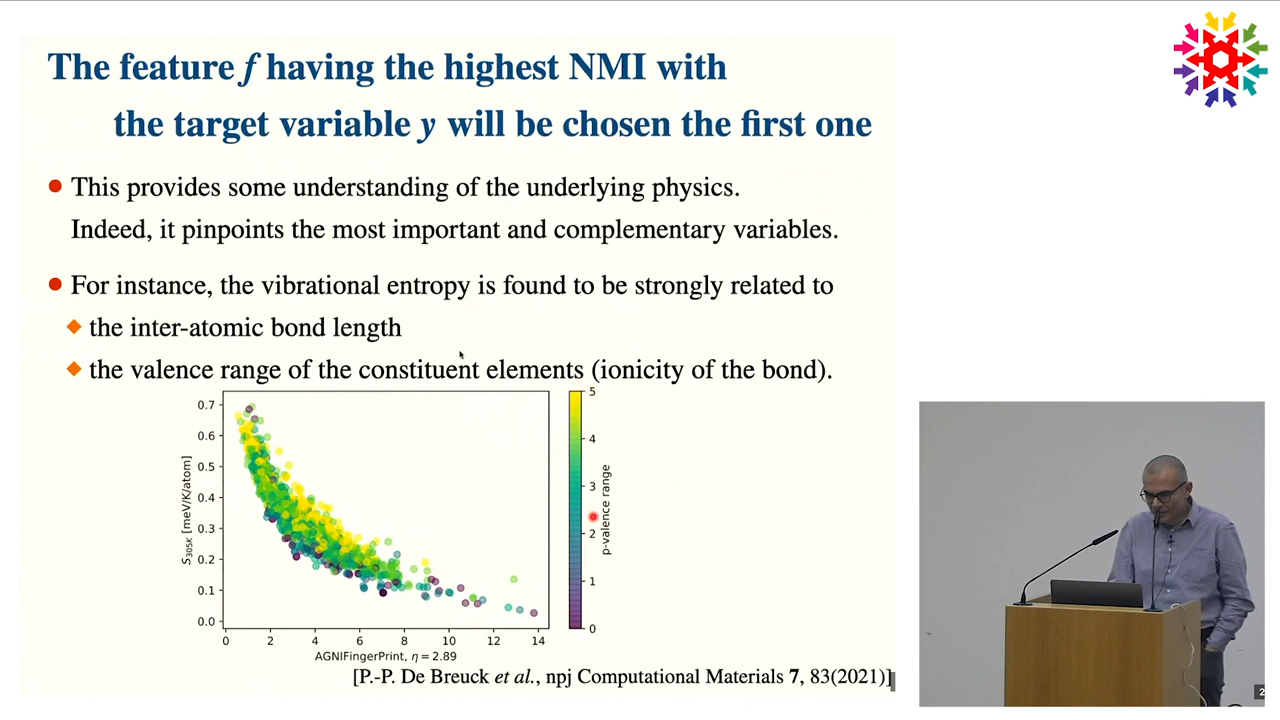 The feature f having the highest NMI with
the target variable y will be chosen the first one
● This provides some understanding of the underlying physics.
Indeed, it pinpoints the most important and complementary variables.
● For instance, the vibrational entropy is found to be strongly related to
◆ the inter-atomic bond length
◆ the valence range of the constituent elements (ionicity of the bond).
0.7
0.6
0.5
0.4
0.3
0.2
0.1
0.0
S305K [meV/K/atom]
0 2 4 6 8 10 12 14
AGNIFingerPrint, η = 2.89
5
4
3
2
1
0
p-valence range
[P.-P. De Breuck et al., npj Computational Materials 7, 83(2021)]
2